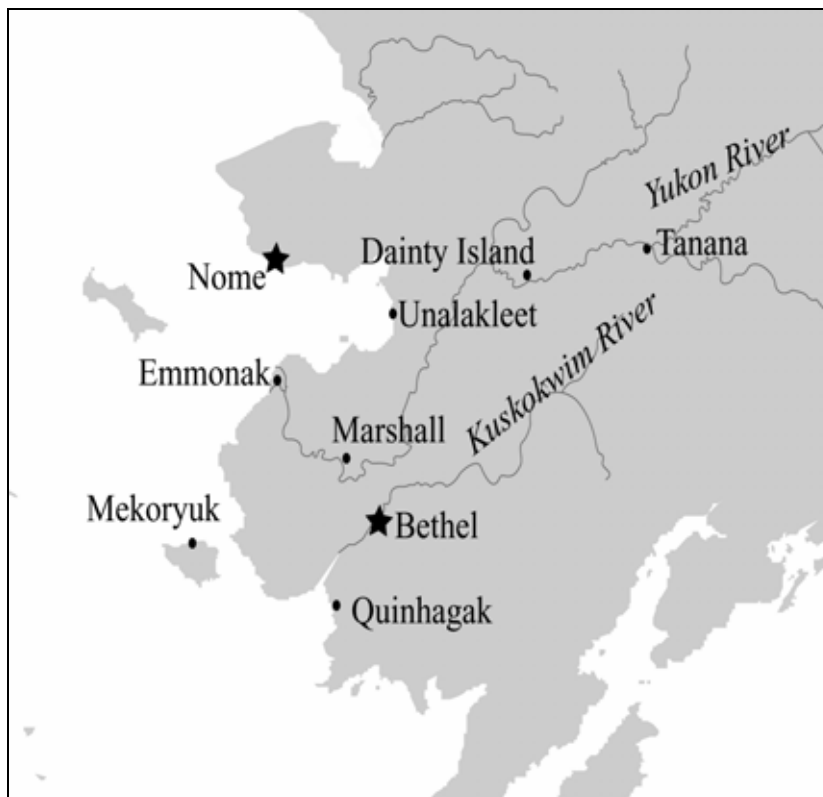 Yukon River
Tanana
Dainty Island
Nome
Unalakleet
Kuskokwim River
Emmonak
Marshall
Mekoryuk
Bethel
Quinhagak